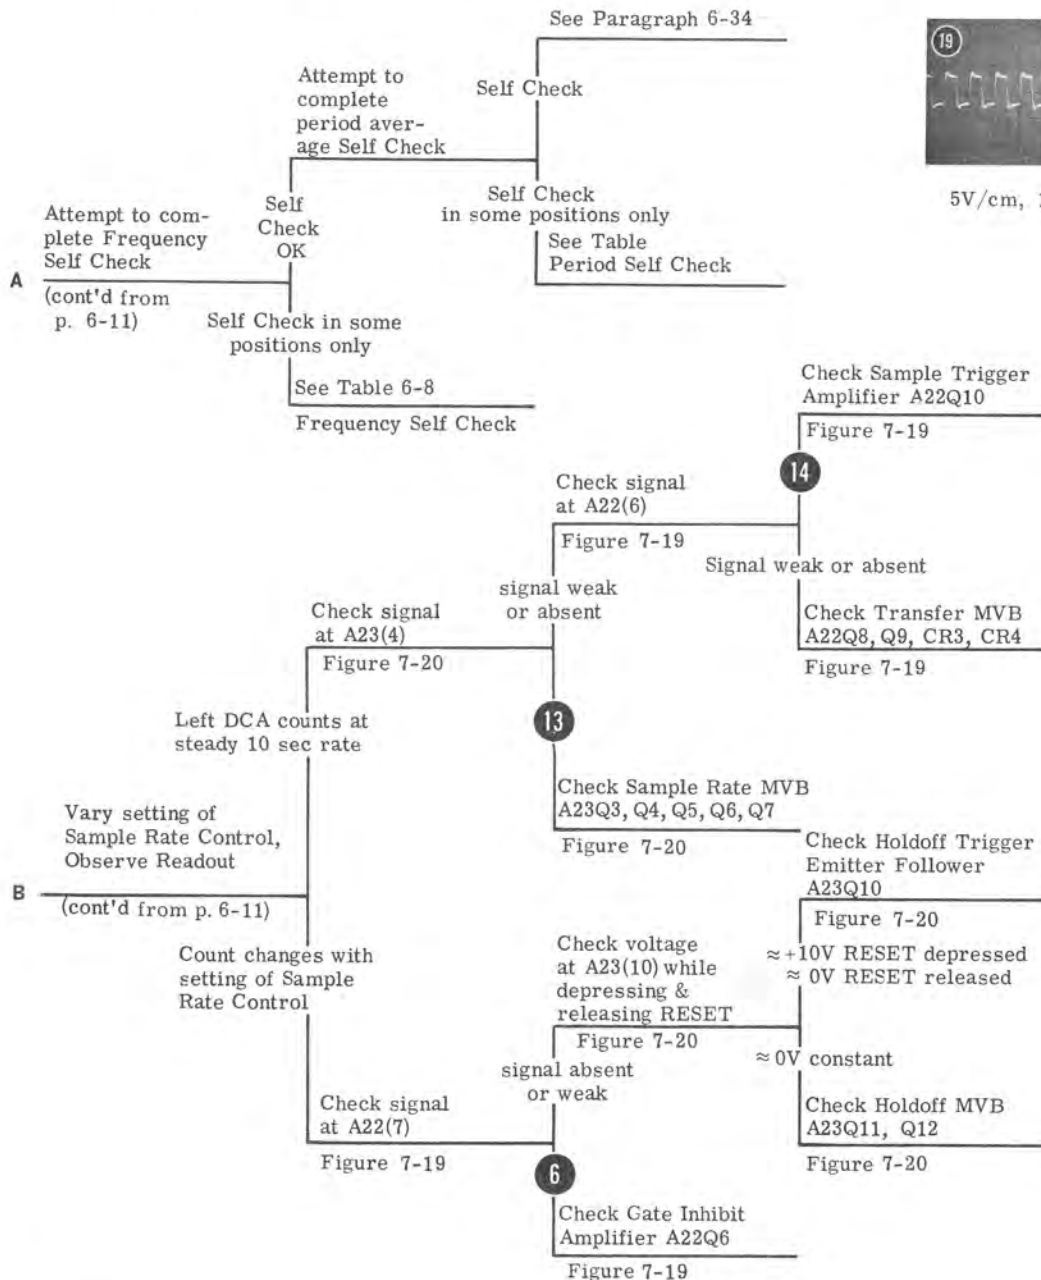 See Paragraph 6-34
Self Check
Attempt to
complete
period aver-
age Self Check
Self Check
in some positions only
See Table
Period Self Check
Self
Check
OK
Attempt to com-
plete Frequency
Self Check
A
(cont'd from
p. 6-11)
Self Check in some
positions only
See Table 6-8
Frequency Self Check
19
5V/cm,
Check Sample Trigger
Amplifier A22Q10
Figure 7-19
14
Check signal
at A22(6)
Figure 7-19
Signal weak or absent
Check Transfer MVB
A22Q8, Q9, CR3, CR4
Figure 7-19
signal weak
or absent
Check signal
at A23(4)
Figure 7-20
13
Left DCA counts at
steady 10 sec rate
Check Sample Rate MVB
A23Q3, Q4, Q5, Q6, Q7
Figure 7-20
Vary setting of
Sample Rate Control,
Observe Readout
B
(cont'd from p. 6-11)
Count changes with
setting of Sample
Rate Control
Check Holdoff Trigger
Emitter Follower
A23Q10
Figure 7-20
≈ +10V RESET depressed
≈ 0V RESET released
Check voltage
at A23(10) while
depressing &
releasing RESET
Figure 7-20
≈ 0V constant
Check Holdoff MVB
A23Q11, Q12
Figure 7-20
signal absent
or weak
Check signal
at A22(7)
Figure 7-19
6
Check Gate Inhibit
Amplifier A22Q6
Figure 7-19